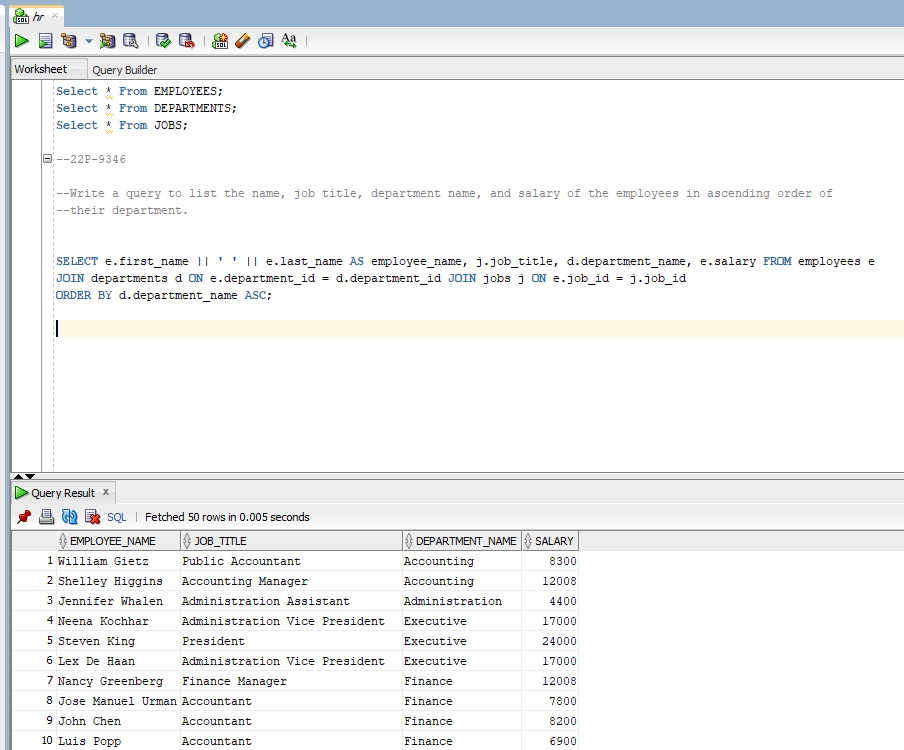 hr
Worksheet Query Builder
Select * From EMPLOYEES;
Select * From DEPARTMENTS;
Select * From JOBS;
--22P-9346
--Write a query to list the name, job title, department name, and salary of the employees in ascending order of
--their department.
SELECT e.first_name || ' ' || e.last_name AS employee_name, j.job_title, d.department_name, e.salary FROM employees e
JOIN departments d ON e.department_id = d.department_id JOIN jobs j ON e.job_id = j.job_id
ORDER BY d.department_name ASC;
Query Result x
SQL | Fetched 50 rows in 0.005 seconds
EMPLOYEE_NAME JOB_TITLE DEPARTMENT_NAME SALARY
1 William Gietz Public Accountant Accounting 8300
2 Shelley Higgins Accounting Manager Accounting 12008
3 Jennifer Whalen Administration Assistant Administration 4400
4 Neena Kochhar Administration Vice President Executive 17000
5 Steven King President Executive 24000
6 Lex De Haan Administration Vice President Executive 17000
7 Nancy Greenberg Finance Manager Finance 12008
8 Jose Manuel Urman Accountant Finance 7800
9 John Chen Accountant Finance 8200
10 Luis Popp Accountant Finance 6900